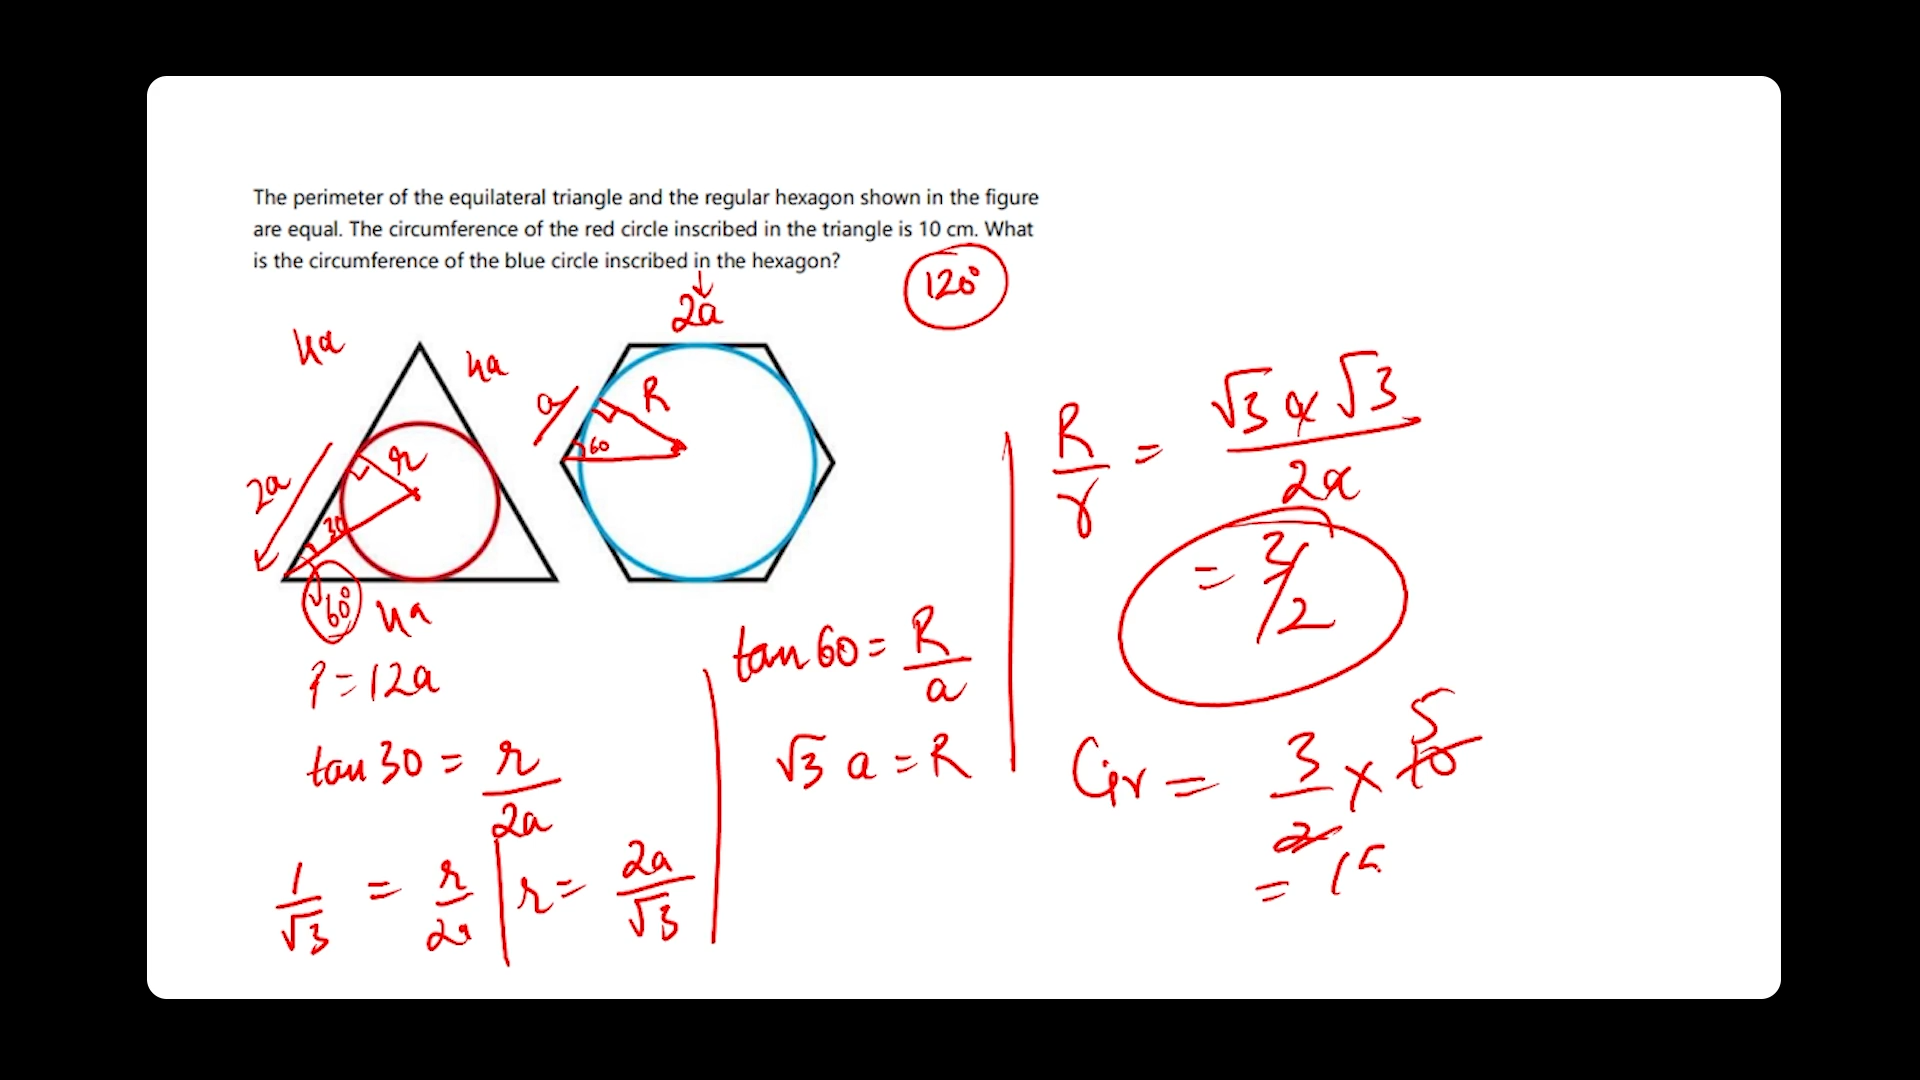 The perimeter of the equilateral triangle and the regular hexagon shown in the figure
are equal. The circumference of the red circle inscribed in the triangle is 10 cm. What
is the circumference of the blue circle inscribed in the hexagon?
120°
2a
4a
4a
a
R
60
2a
r
30
60°
4a
P = 12a
tan 30 = r/2a
1/√3 = r/2a
r = 2a/√3
tan 60 = R/a
√3 a = R
R/r = √3 a √3 / 2a
= 3/2
Cir = 3/2 × 10 5
= 15